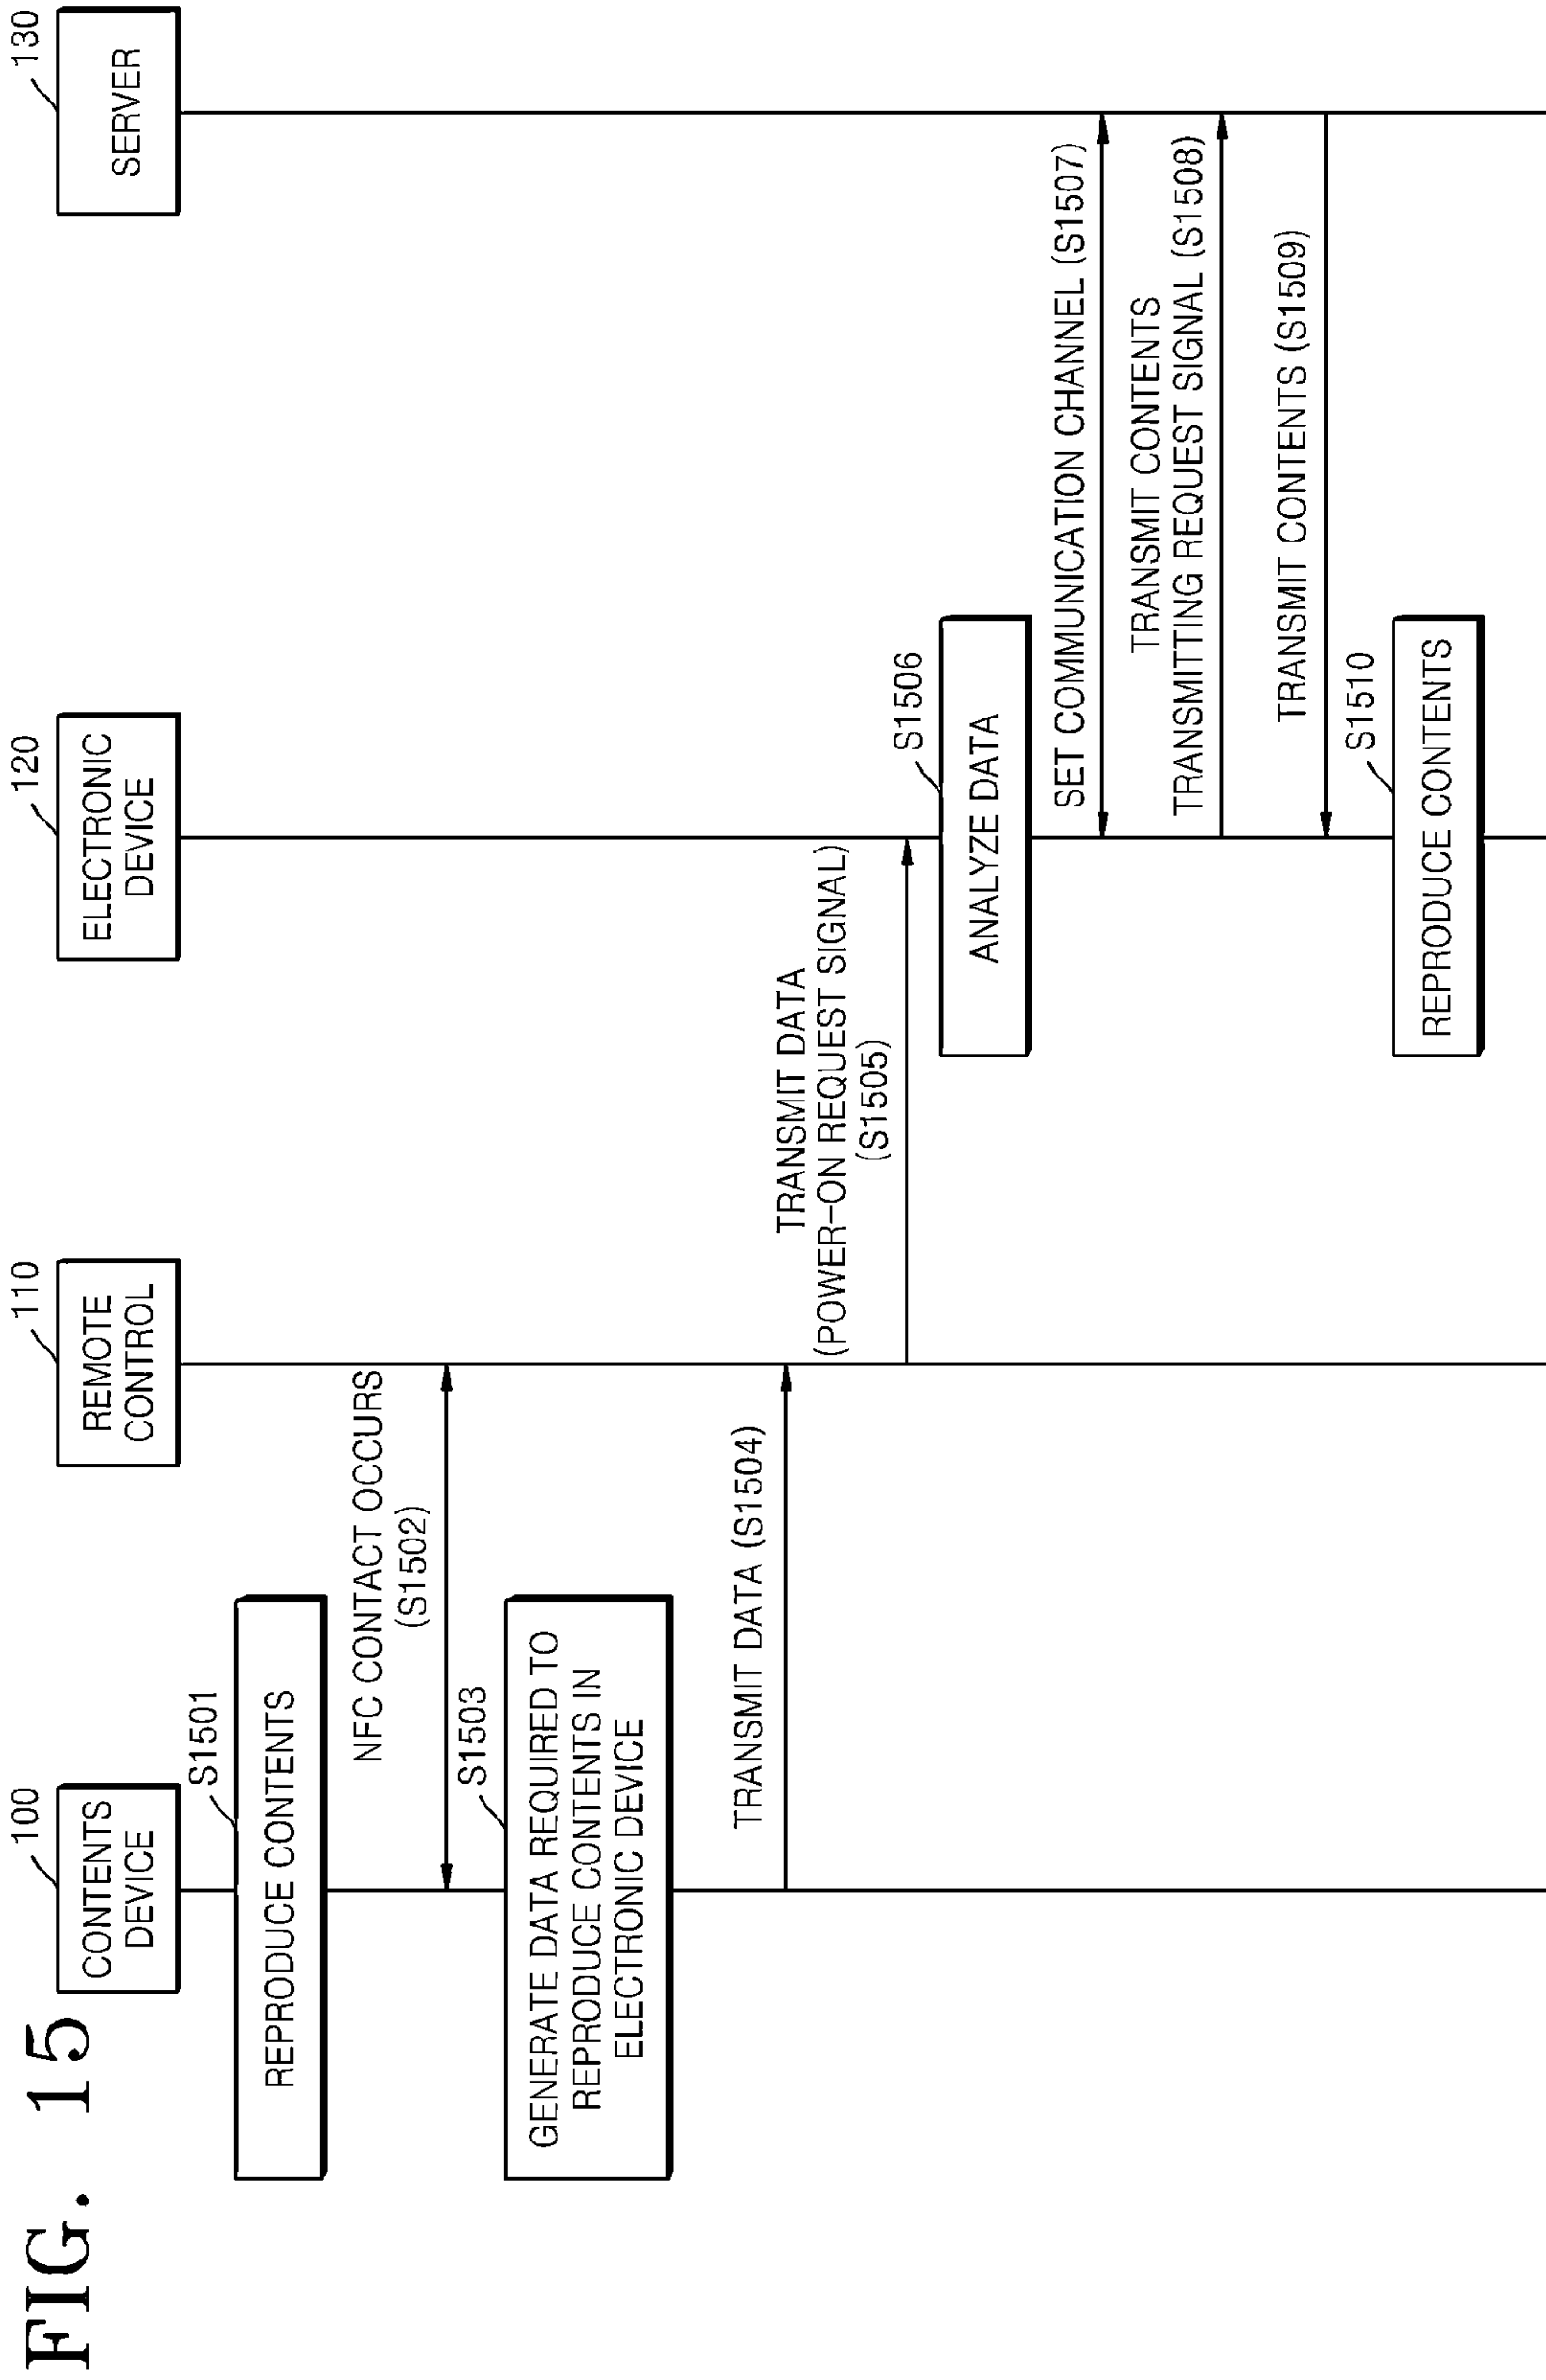 FIG. 15
100
CONTENTS
DEVICE
110
REMOTE
CONTROL
120
ELECTRONIC
DEVICE
130
SERVER
S1501
REPRODUCE CONTENTS
NFC CONTACT OCCURS
(S1502)
S1503
GENERATE DATA REQUIRED TO
REPRODUCE CONTENTS IN
ELECTRONIC DEVICE
TRANSMIT DATA (S1504)
TRANSMIT DATA
(POWER-ON REQUEST SIGNAL)
(S1505)
S1506
ANALYZE DATA
SET COMMUNICATION CHANNEL (S1507)
TRANSMIT CONTENTS
TRANSMITTING REQUEST SIGNAL (S1508)
TRANSMIT CONTENTS (S1509)
S1510
REPRODUCE CONTENTS